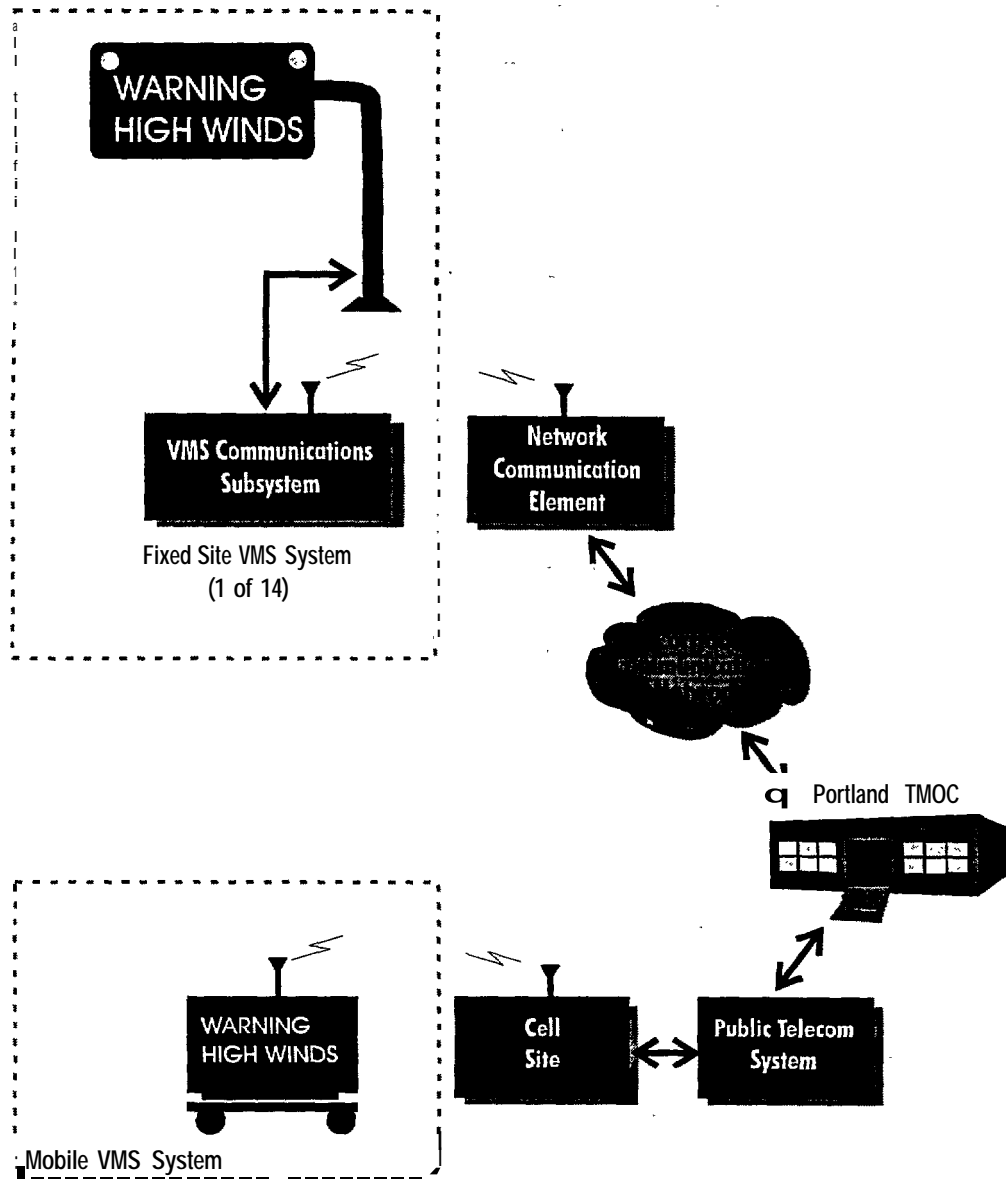 WARNING
HIGH WINDS
VMS Communications
Subsystem
Fixed Site VMS System
(1 of 14)
Network
Communication
Element
q Portland TMOC
WARNING
HIGH WINDS
Cell
Site
Public Telecom
System
Mobile VMS System